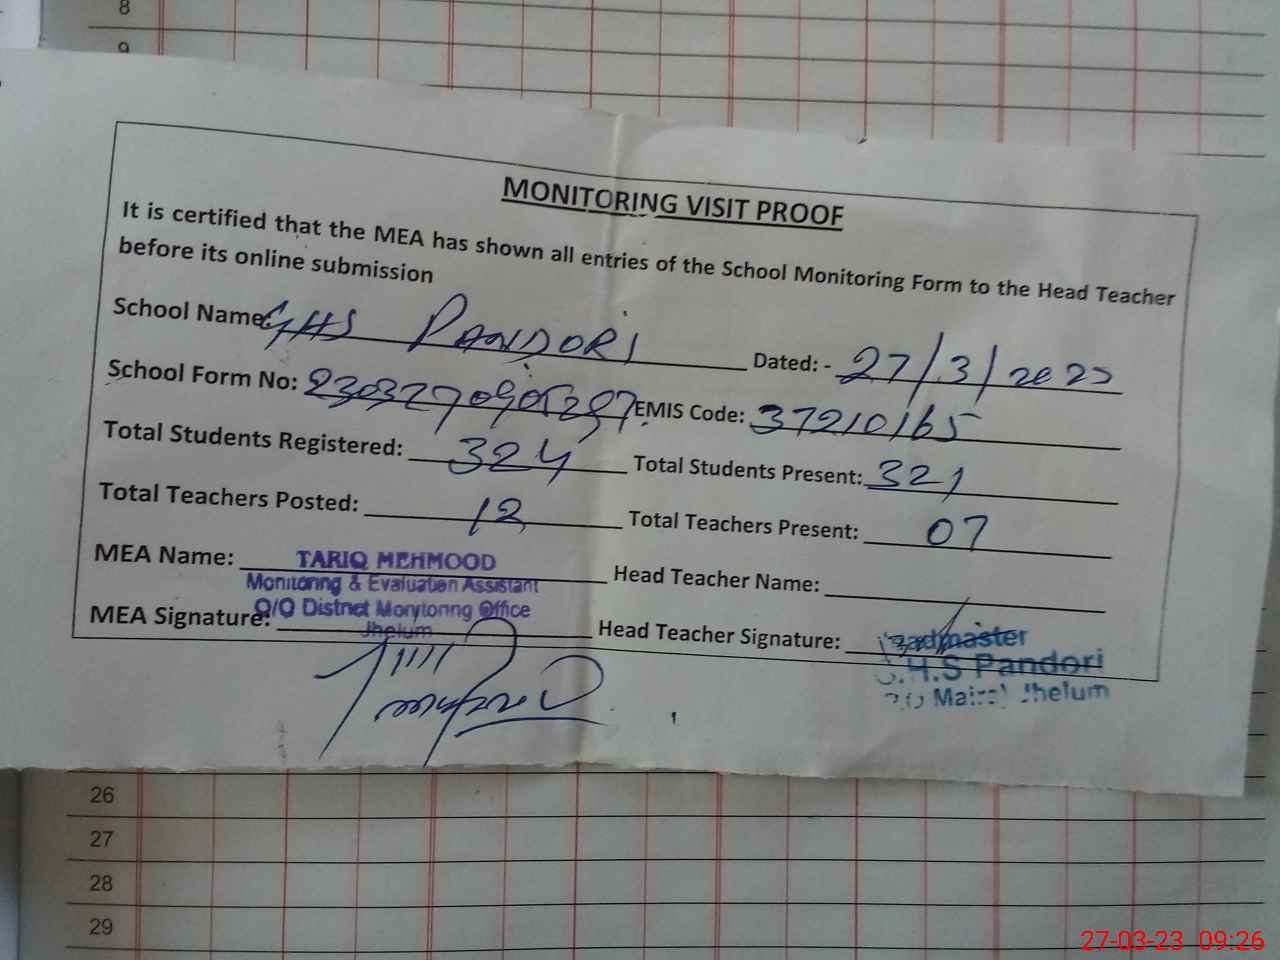 8
9
MONITORING VISIT PROOF
It is certified that the MEA has shown all entries of the School Monitoring Form to the Head Teacher
before its online submission
School Name: GHS PANDORI Dated: - 27/3/2023
School Form No: EMIS Code: 37210165
Total Students Registered: 324 Total Students Present: 321
Total Teachers Posted: 12 Total Teachers Present: 07
MEA Name: TARIQ MEHMOOD Head Teacher Name:
Monitoring & Evaluation Assistant
O/O District Monitoring Office
Jhelum
MEA Signature: Head Teacher Signature:
Headmaster
G.H.S Pandori
Jhelum
26
27
28
29
27-03-23 09:26